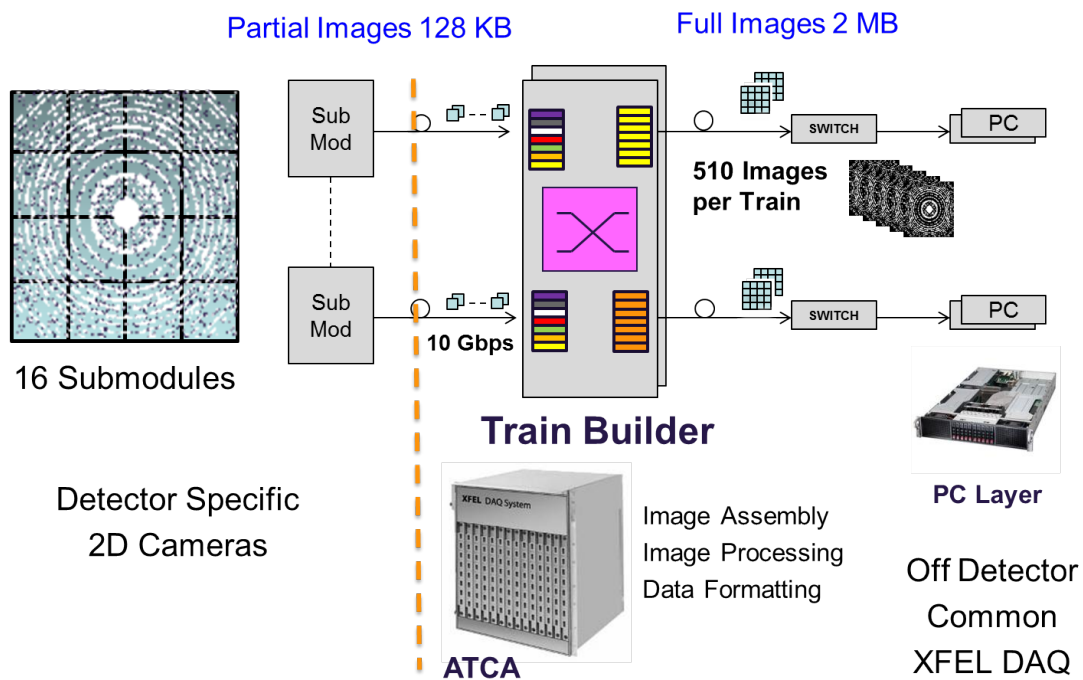 Partial Images 128 KB
Full Images 2 MB
Sub
Mod
SWITCH
PC
510 Images
per Train
Sub
Mod
10 Gbps
SWITCH
PC
16 Submodules
Train Builder
XFEL DAQ System
PC Layer
Detector Specific
2D Cameras
Image Assembly
Image Processing
Data Formatting
Off Detector
Common
XFEL DAQ
ATCA